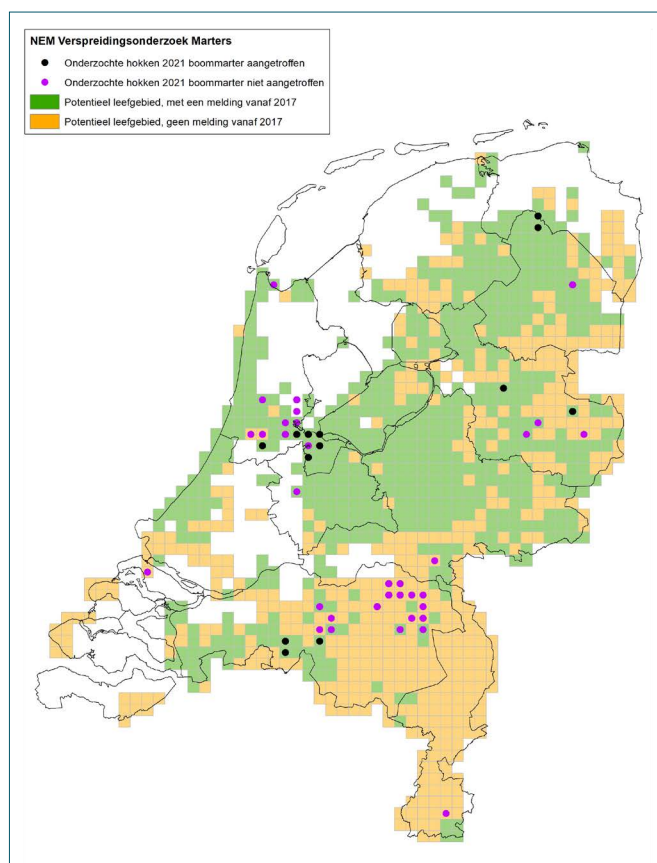 NEM Verspreidingsonderzoek Marters
Onderzochte hokken 2021 boommarter aangetroffen
Onderzochte hokken 2021 boommarter niet aangetroffen
Potentieel leefgebied, met een melding vanaf 2017
Potentieel leefgebied, geen melding vanaf 2017